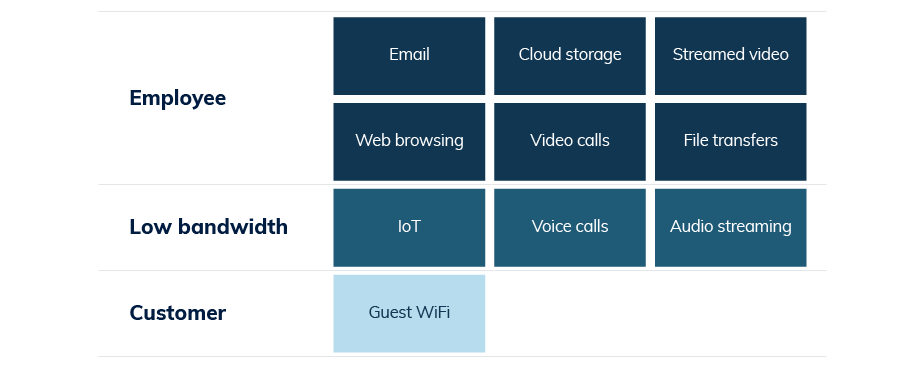 Employee
Email
Cloud storage
Streamed video
Web browsing
Video calls
File transfers
Low bandwidth
IoT
Voice calls
Audio streaming
Customer
Guest WiFi